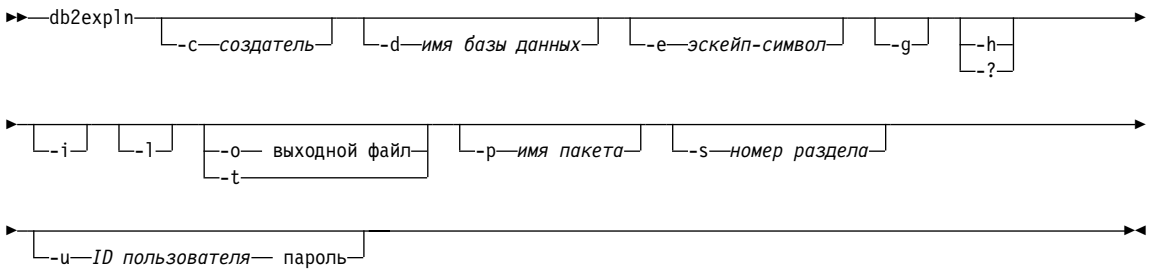 db2expln
-c создатель -d имя базы данных -e эскейп-символ -g -h
-?
-i -l -o выходной файл -p имя пакета -s номер раздела
-t
-u ID пользователя пароль